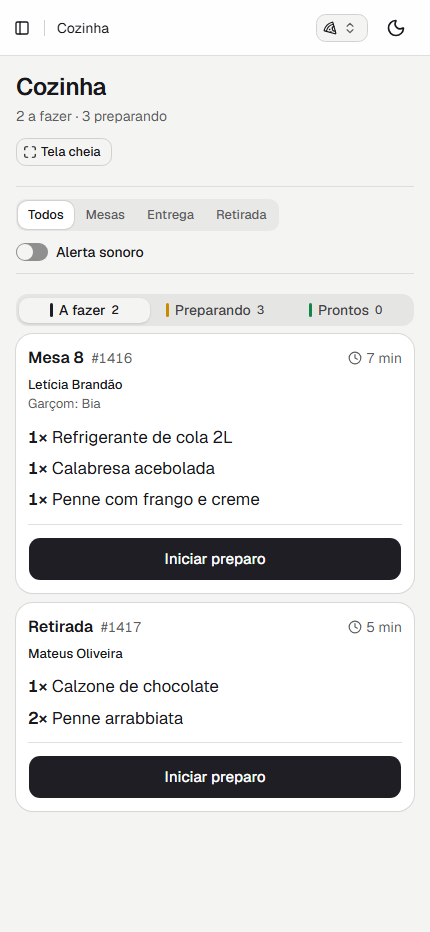 Cozinha
Cozinha
2 a fazer · 3 preparando
Tela cheia
Todos Mesas Entrega Retirada
Alerta sonoro
A fazer 2 Preparando 3 Prontos 0
Mesa 8 #1416 7 min
Letícia Brandão
Garçom: Bia
1× Refrigerante de cola 2L
1× Calabresa acebolada
1× Penne com frango e creme
Iniciar preparo
Retirada #1417 5 min
Mateus Oliveira
1× Calzone de chocolate
2× Penne arrabbiata
Iniciar preparo